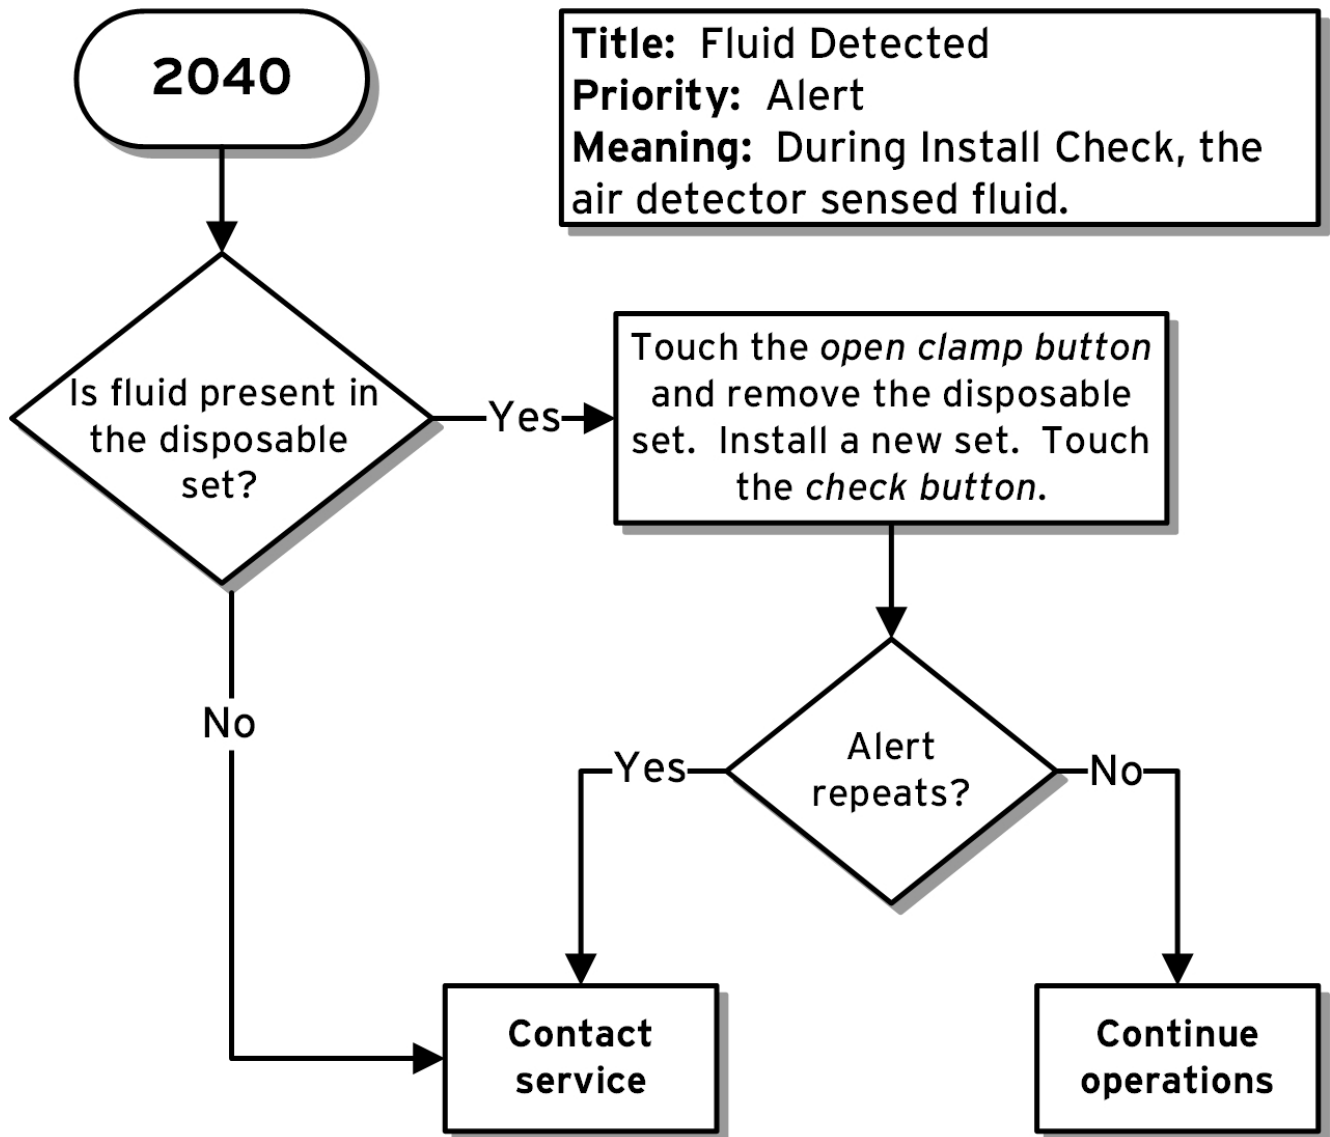 2040
Title: Fluid Detected
Priority: Alert
Meaning: During Install Check, the
air detector sensed fluid.
Is fluid present in
the disposable
set?
Yes
Touch the open clamp button
and remove the disposable
set. Install a new set. Touch
the check button.
No
Alert
repeats?
Yes
No
Contact
service
Continue
operations